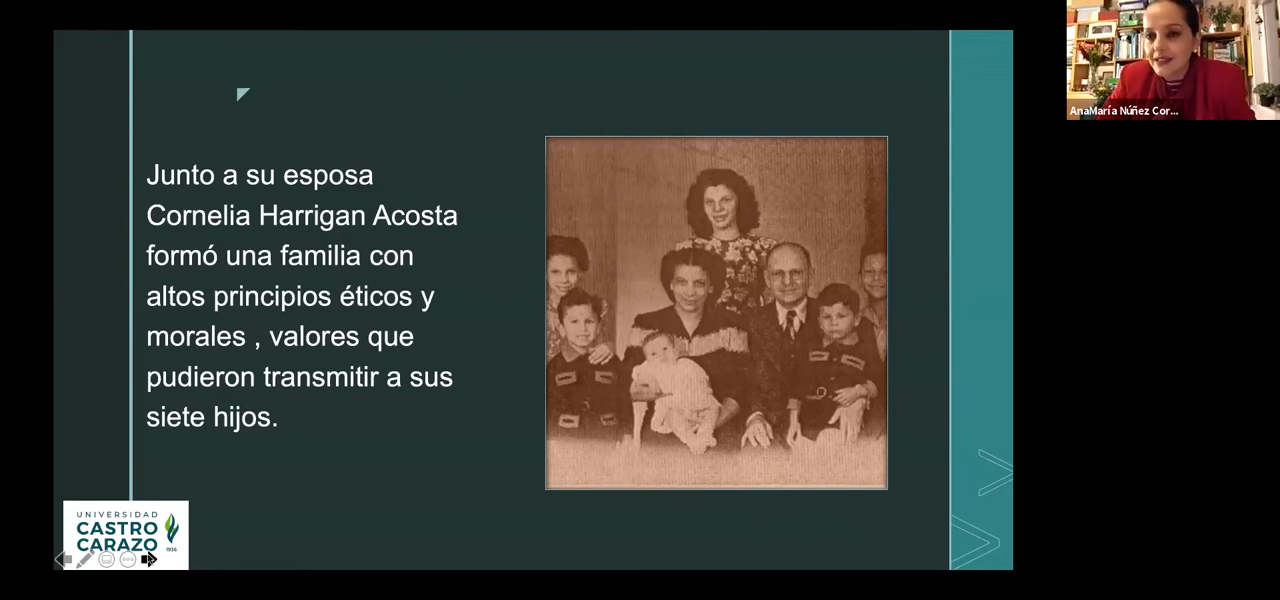 Junto a su esposa
Cornelia Harrigan Acosta
formó una familia con
altos principios éticos y
morales , valores que
pudieron transmitir a sus
siete hijos.
UNIVERSIDAD
CASTRO
CARAZO
1936
AnaMaría Núñez Cor...